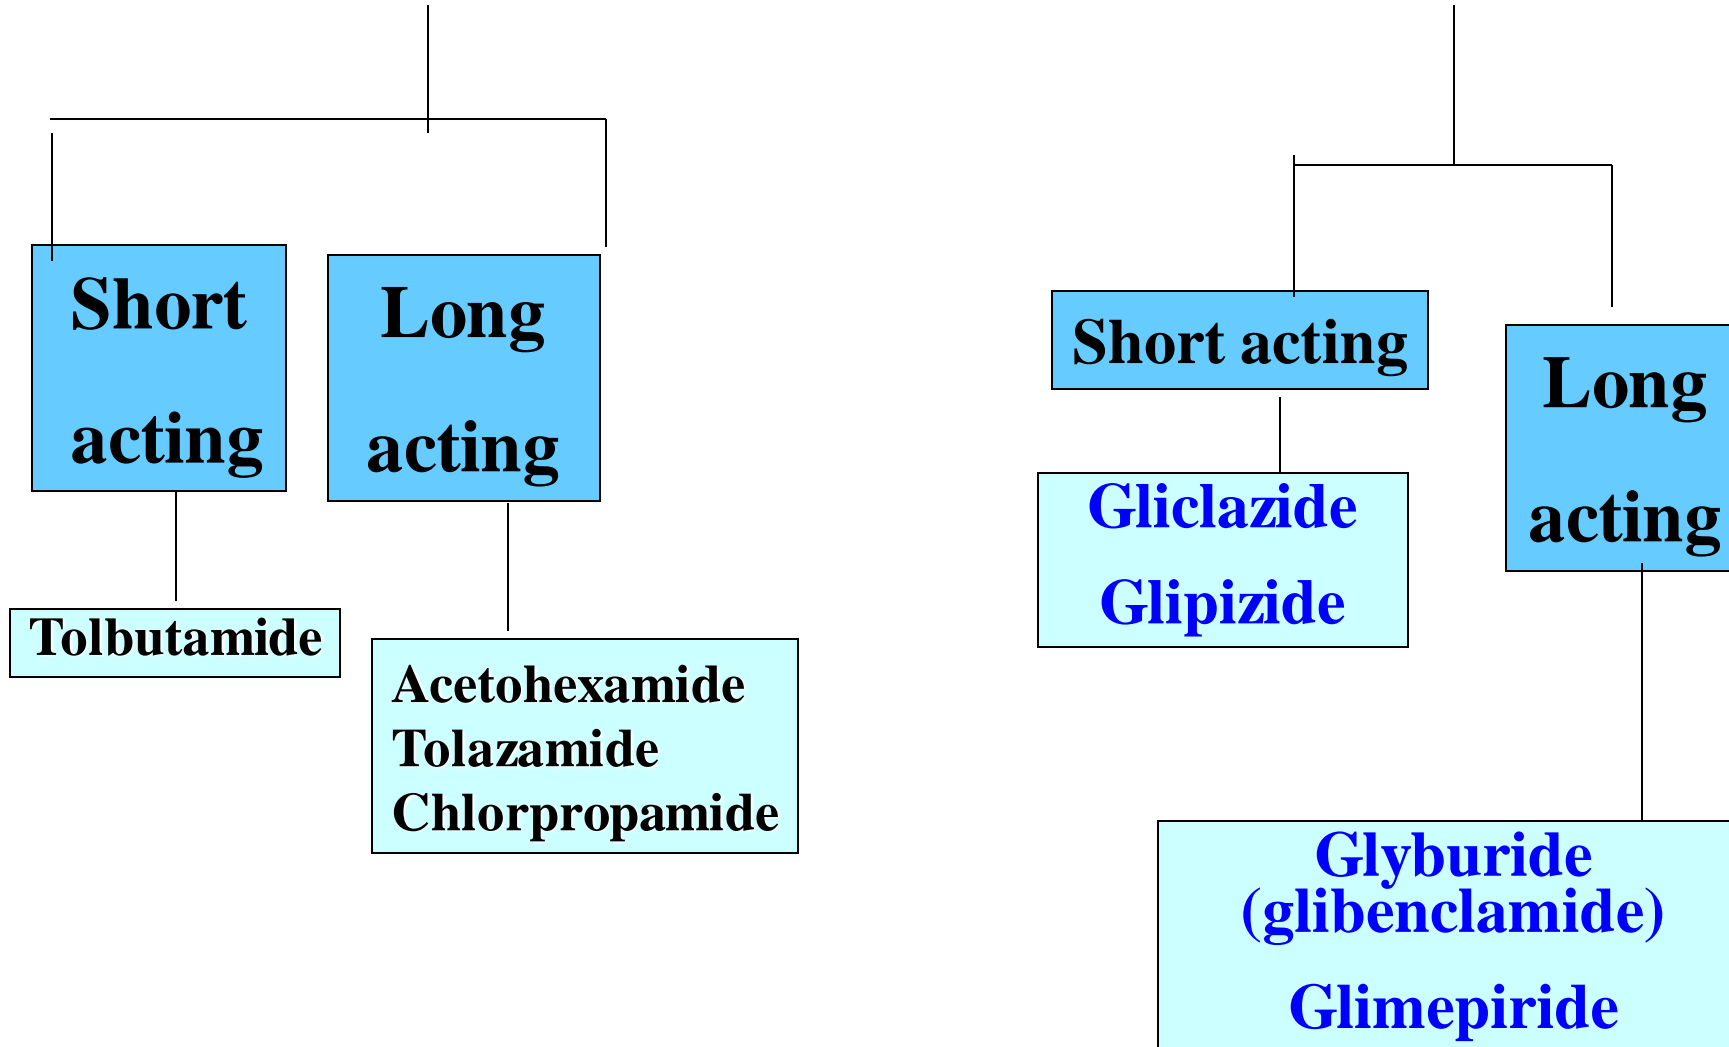 Short
acting
Long
acting
Tolbutamide
Acetohexamide
Tolazamide
Chlorpropamide
Short acting
Long
acting
Gliclazide
Glipizide
Glyburide
(glibenclamide)
Glimepiride